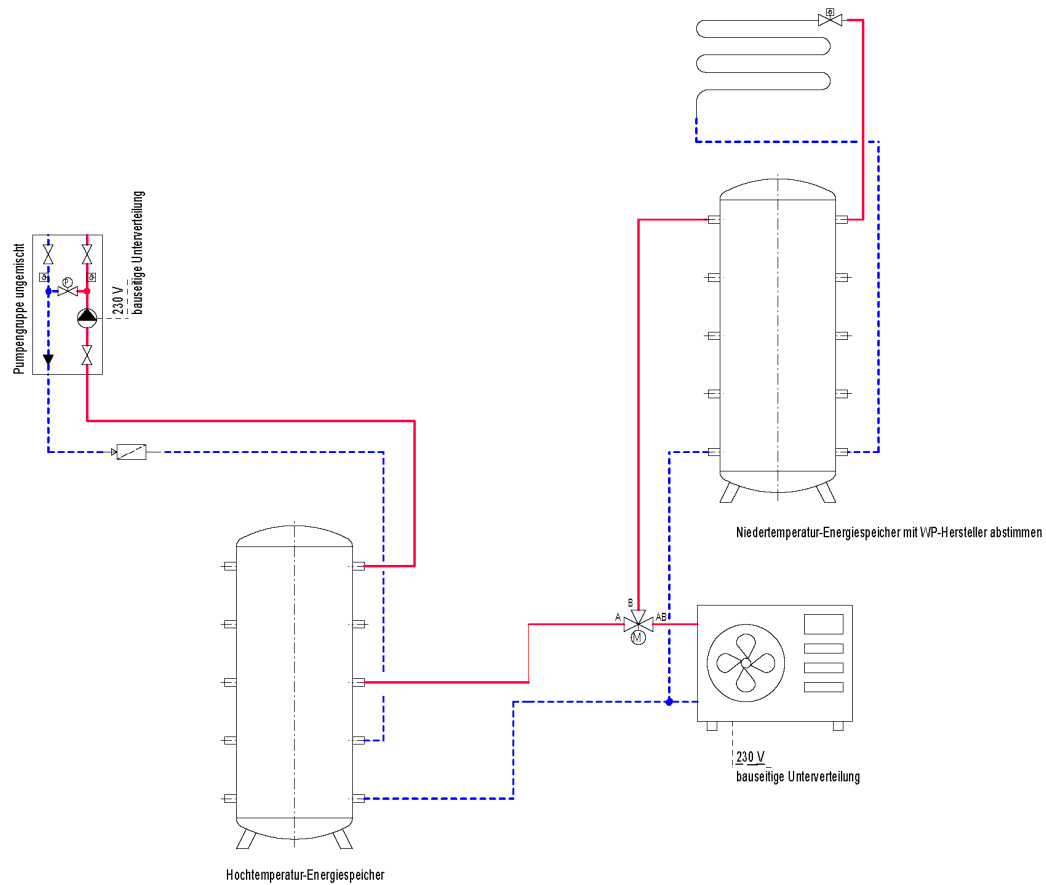 Pumpengruppe ungemischt
230 V
bauseitige Unterverteilung
Niedertemperatur-Energiespeicher mit WP-Hersteller abstimmen
B
A
AB
M
230 V
bauseitige Unterverteilung
Hochtemperatur-Energiespeicher